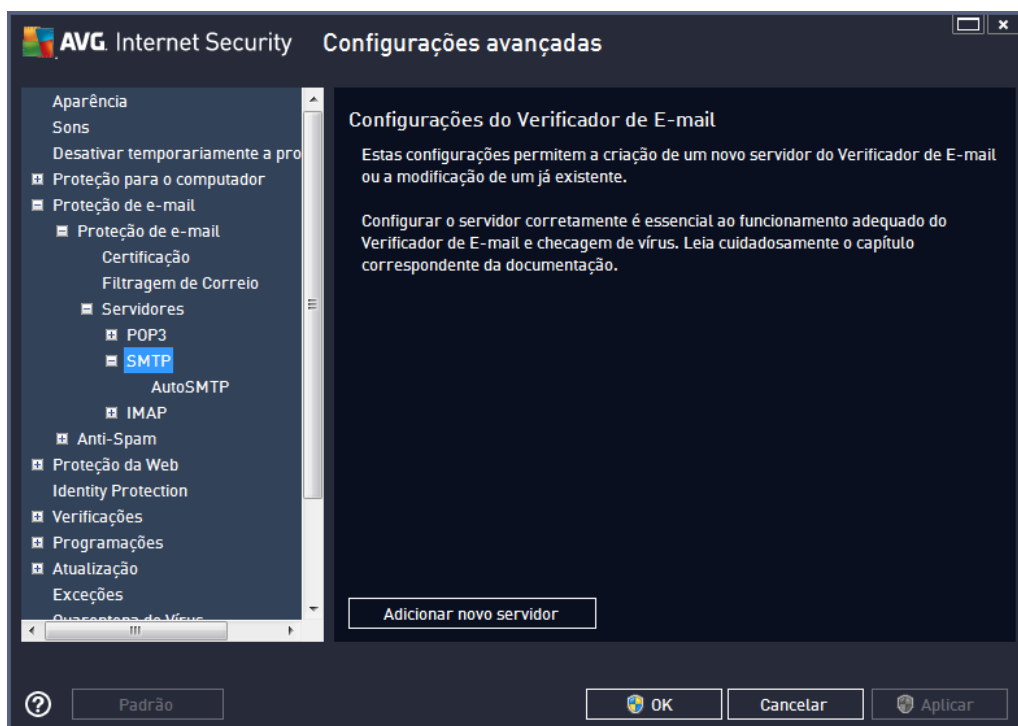 AVG. Internet Security Configurações avançadas
Aparência
Sons
Desativar temporariamente a pro
Proteção para o computador
Proteção de e-mail
Proteção de e-mail
Certificação
Filtragem de Correio
Servidores
POP3
SMTP
AutoSMTP
IMAP
Anti-Spam
Proteção da Web
Identity Protection
Verificações
Programações
Atualização
Exceções
Quarentena de Vírus
Configurações do Verificador de E-mail
Estas configurações permitem a criação de um novo servidor do Verificador de E-mail
ou a modificação de um já existente.
Configurar o servidor corretamente é essencial ao funcionamento adequado do
Verificador de E-mail e checagem de vírus. Leia cuidadosamente o capítulo
correspondente da documentação.
Adicionar novo servidor
Padrão
OK
Cancelar
Aplicar